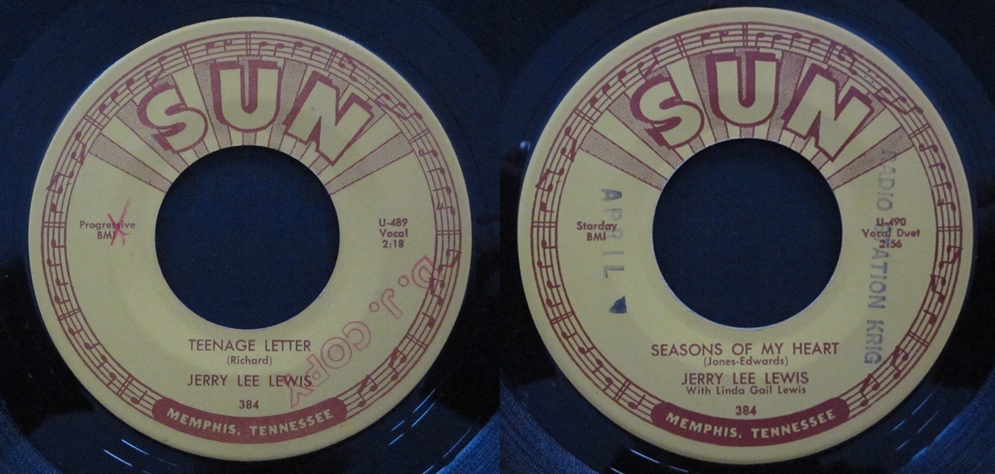 SUN
Progressive
BMI
U-489
Vocal
2:18
D. J. COPY
TEENAGE LETTER
(Richard)
JERRY LEE LEWIS
384
MEMPHIS, TENNESSEE
SUN
APRIL
Starday
BMI
U-490
Vocal Duet
2:56
RADIO STATION KRIG
SEASONS OF MY HEART
(Jones-Edwards)
JERRY LEE LEWIS
With Linda Gail Lewis
384
MEMPHIS, TENNESSEE